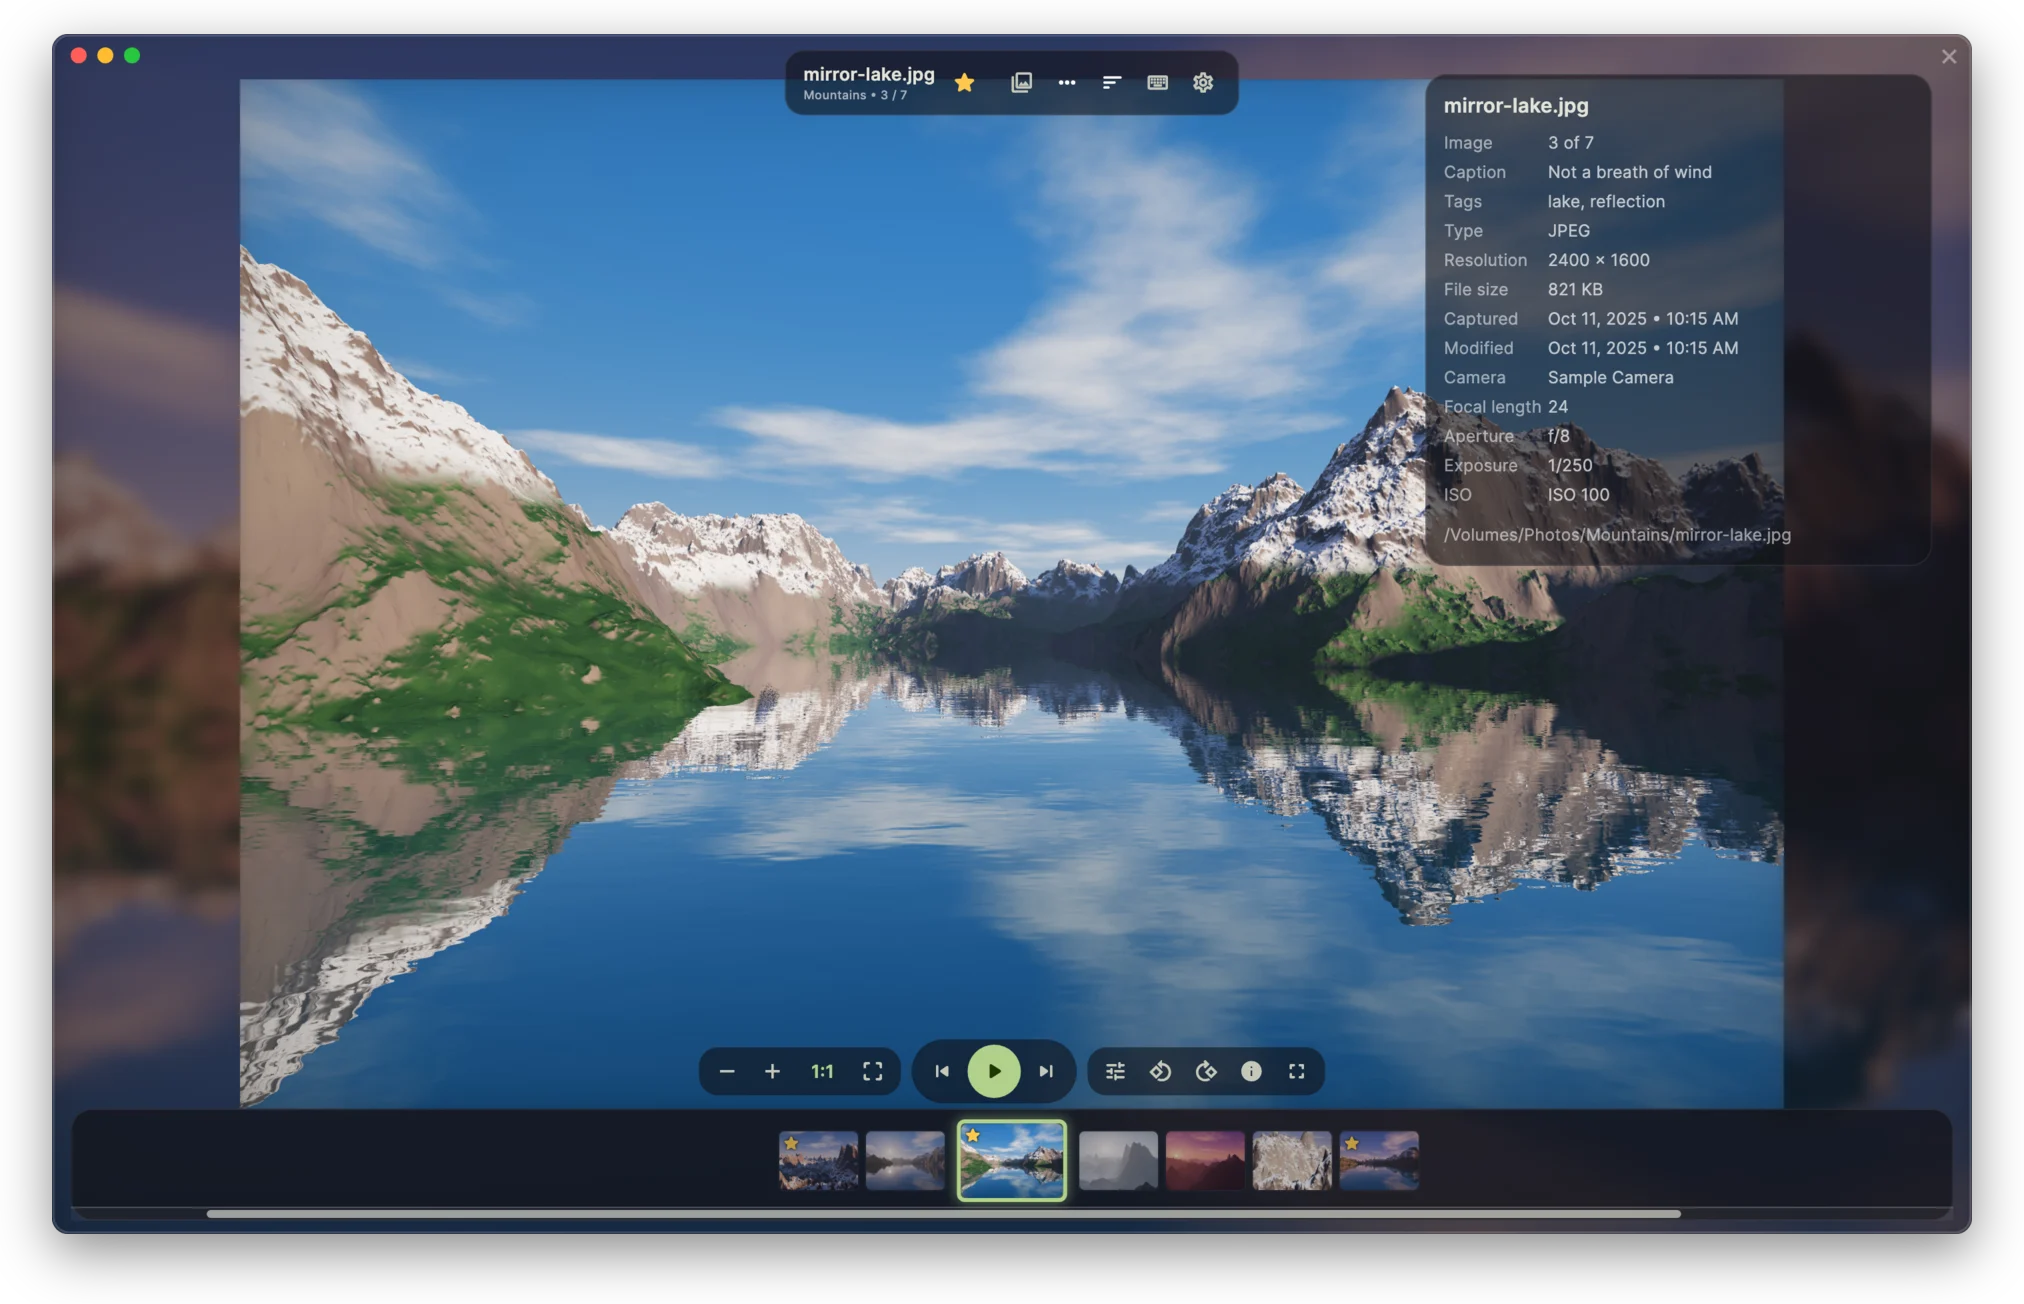 mirror-lake.jpg
Mountains • 3 / 7
mirror-lake.jpg
Image 3 of 7
Caption Not a breath of wind
Tags lake, reflection
Type JPEG
Resolution 2400 × 1600
File size 821 KB
Captured Oct 11, 2025 • 10:15 AM
Modified Oct 11, 2025 • 10:15 AM
Camera Sample Camera
Focal length 24
Aperture f/8
Exposure 1/250
ISO ISO 100
/Volumes/Photos/Mountains/mirror-lake.jpg
1:1